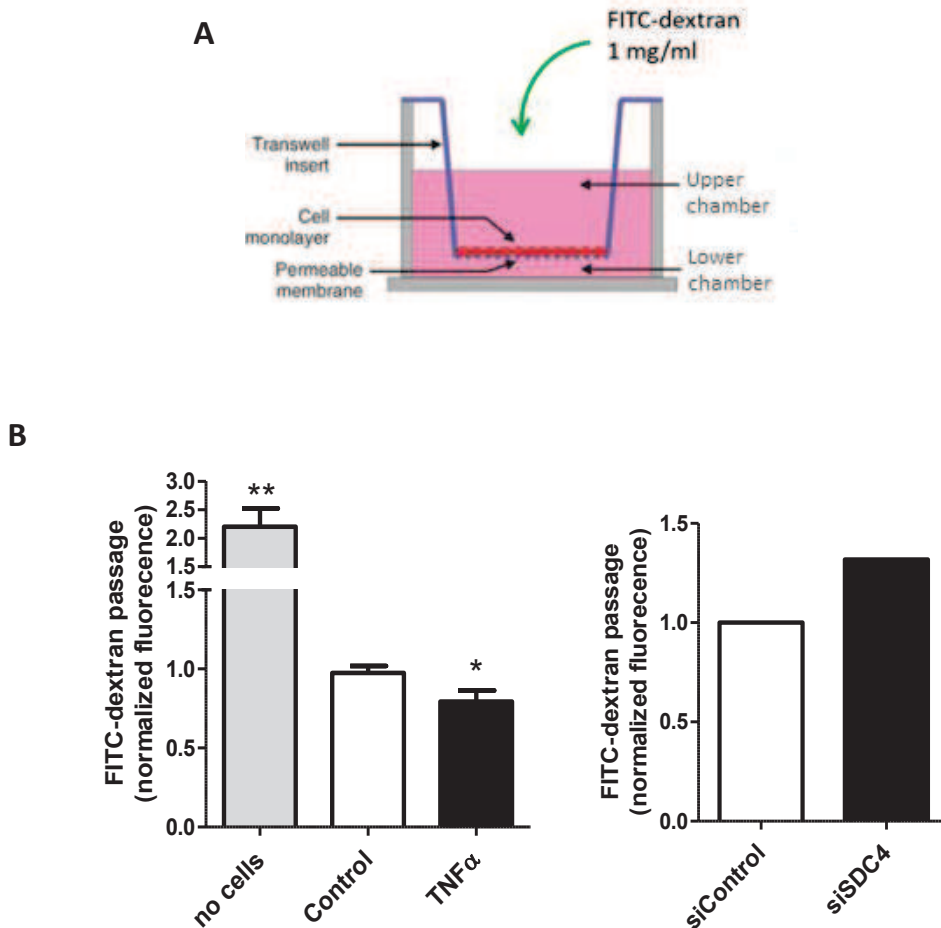 A
FITC-dextran
1 mg/ml
Transwell
insert
Upper
chamber
Cell
monolayer
Lower
chamber
Permeable
membrane
B
FITC-dextran passage
(normalized fluorecence)
3.0
2.5
2.0
1.5
1.5
1.0
0.5
0.0
**
*
no cells
Control
TNFα
FITC-dextran passage
(normalized fluorecence)
1.5
1.0
0.5
0.0
siControl
siSDC4